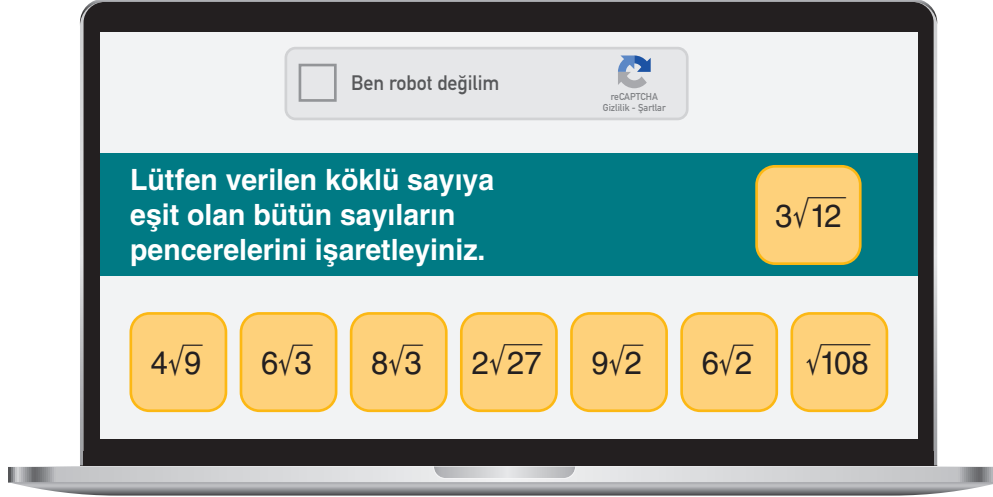 Ben robot değilim
reCAPTCHA
Gizlilik - Şartlar
Lütfen verilen köklü sayıya
eşit olan bütün sayıların
pencerelerini işaretleyiniz.
3√12
4√9 6√3 8√3 2√27 9√2 6√2 √108